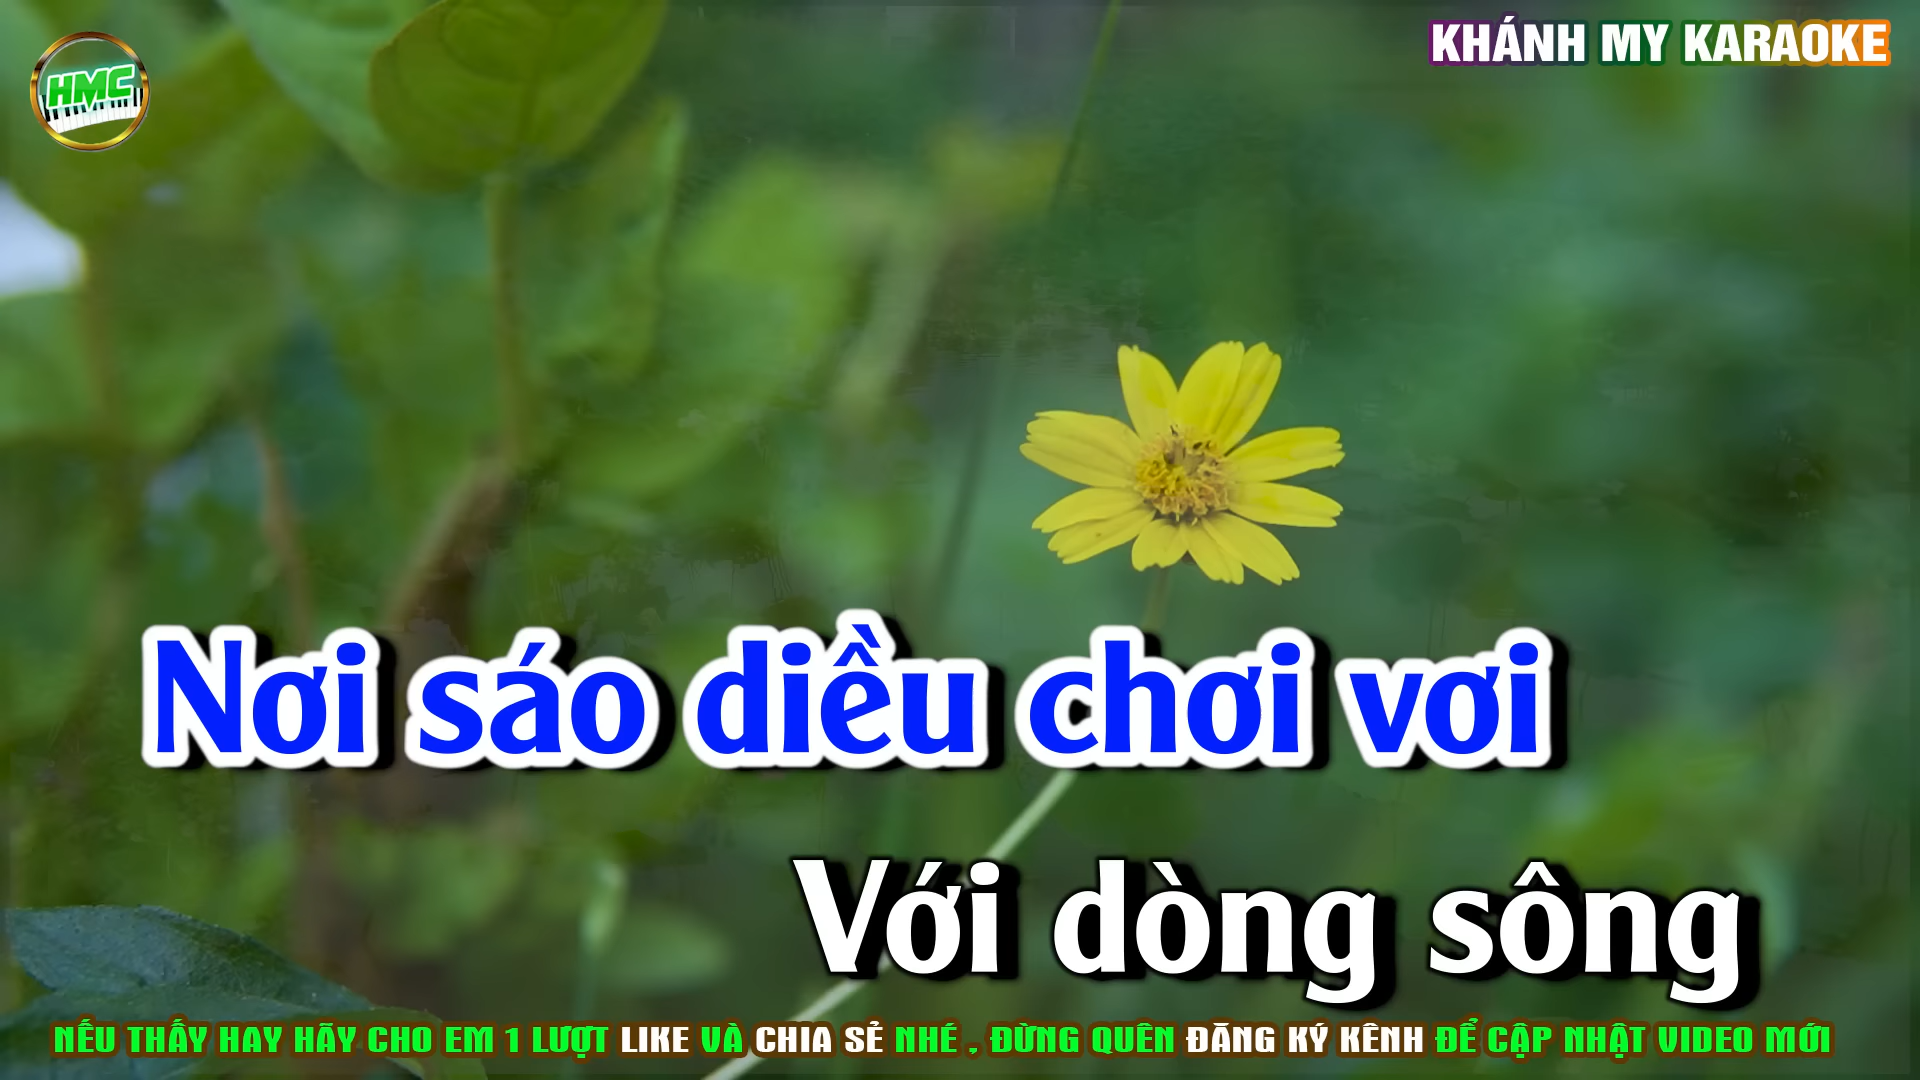 KHÁNH MY KARAOKE
HMC
Nơi sáo diều chơi vơi
Với dòng sông
NẾU THẤY HAY HÃY CHO EM 1 LƯỢT LIKE VÀ CHIA SẺ NHÉ , ĐỪNG QUÊN ĐĂNG KÝ KÊNH ĐỂ CẬP NHẬT VIDEO MỚI